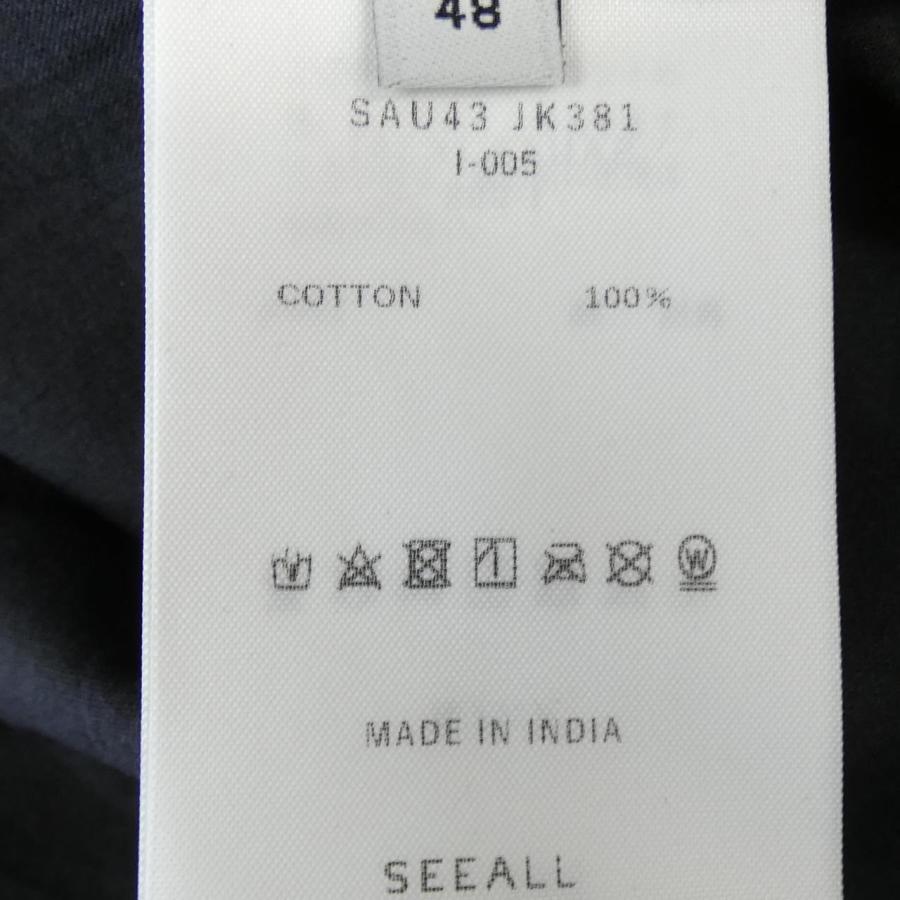 48
SAU43 JK381
I-005
COTTON 100%
W
MADE IN INDIA
SEEALL